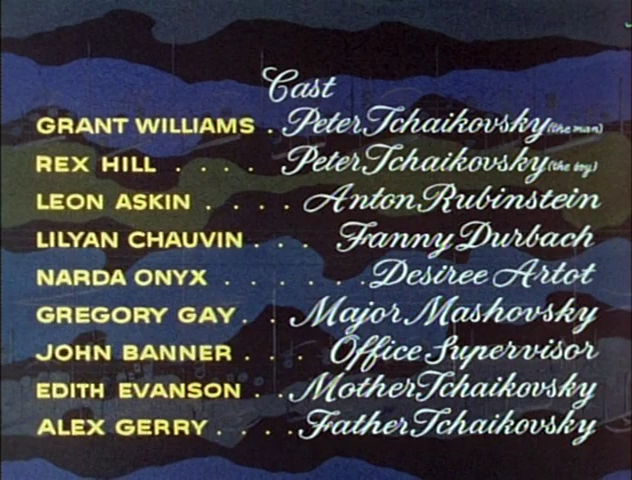 Cast
GRANT WILLIAMS . Peter Tchaikovsky (the man)
REX HILL . . . . Peter Tchaikovsky (the boy)
LEON ASKIN . . . . Anton Rubinstein
LILYAN CHAUVIN . . . Fanny Durbach
NARDA ONYX . . . . . . Desiree Artot
GREGORY GAY . . Major Mashovsky
JOHN BANNER . . . Office Supervisor
EDITH EVANSON . . Mother Tchaikovsky
ALEX GERRY . . . . Father Tchaikovsky